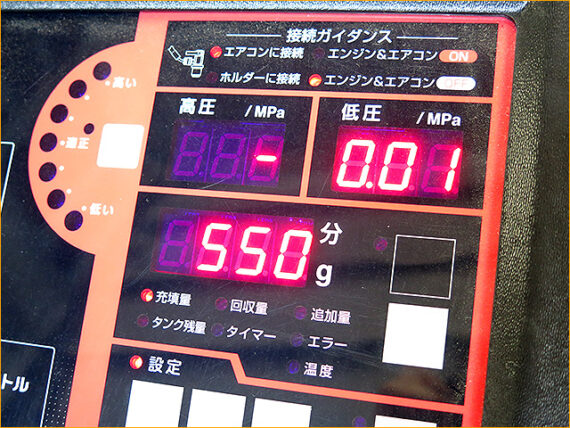 接続ガイダンス
エアコンに接続 エンジン&エアコン ON
ホルダーに接続 エンジン&エアコン OFF
高い
適正
低い
高圧 /MPa
-
低圧 /MPa
0.01
550 分
g
充填量 回収量 追加量
タンク残量 タイマー エラー
温度
設定
トル